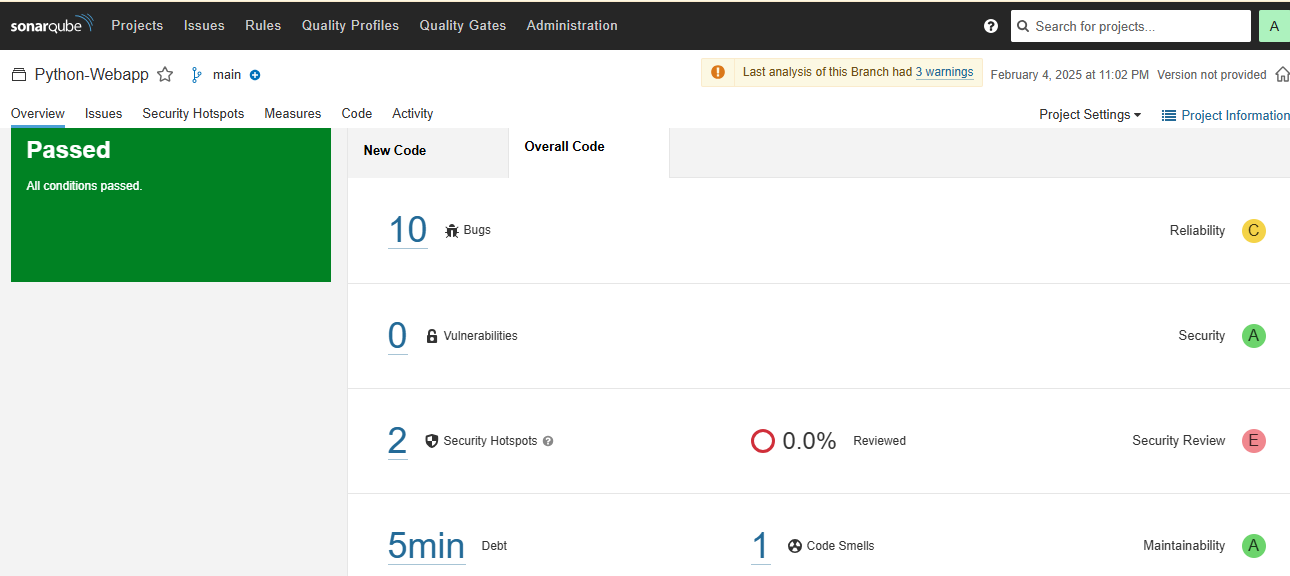 sonarqube Projects Issues Rules Quality Profiles Quality Gates Administration ? Search for projects... A
Python-Webapp main Last analysis of this Branch had 3 warnings February 4, 2025 at 11:02 PM Version not provided
Overview Issues Security Hotspots Measures Code Activity Project Settings Project Information
Passed
All conditions passed.
New Code Overall Code
10 Bugs Reliability C
0 Vulnerabilities Security A
2 Security Hotspots ? 0.0% Reviewed Security Review E
5min Debt 1 Code Smells Maintainability A